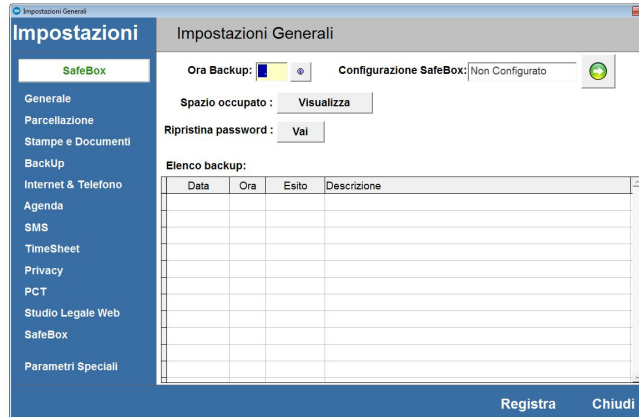 Impostazioni Generali
Impostazioni
Impostazioni Generali
SafeBox
Generale
Parcellazione
Stampe e Documenti
BackUp
Internet & Telefono
Agenda
SMS
TimeSheet
Privacy
PCT
Studio Legale Web
SafeBox
Parametri Speciali
Ora Backup:
Configurazione SafeBox: Non Configurato
Spazio occupato : Visualizza
Ripristina password : Vai
Elenco backup:
Data Ora Esito Descrizione
Registra Chiudi